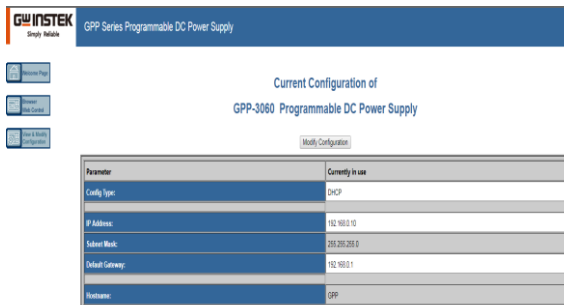 GW INSTEK
Simply Reliable
GPP Series Programmable DC Power Supply
Welcome Page
Browser
Web Control
View & Modify
Configuration
Current Configuration of
GPP-3060 Programmable DC Power Supply
Modify Configuration
Parameter Currently in use
Config Type: DHCP
IP Address: 192.168.0.10
Subnet Mask: 255.255.255.0
Default Gateway: 192.168.0.1
Hostname: GPP